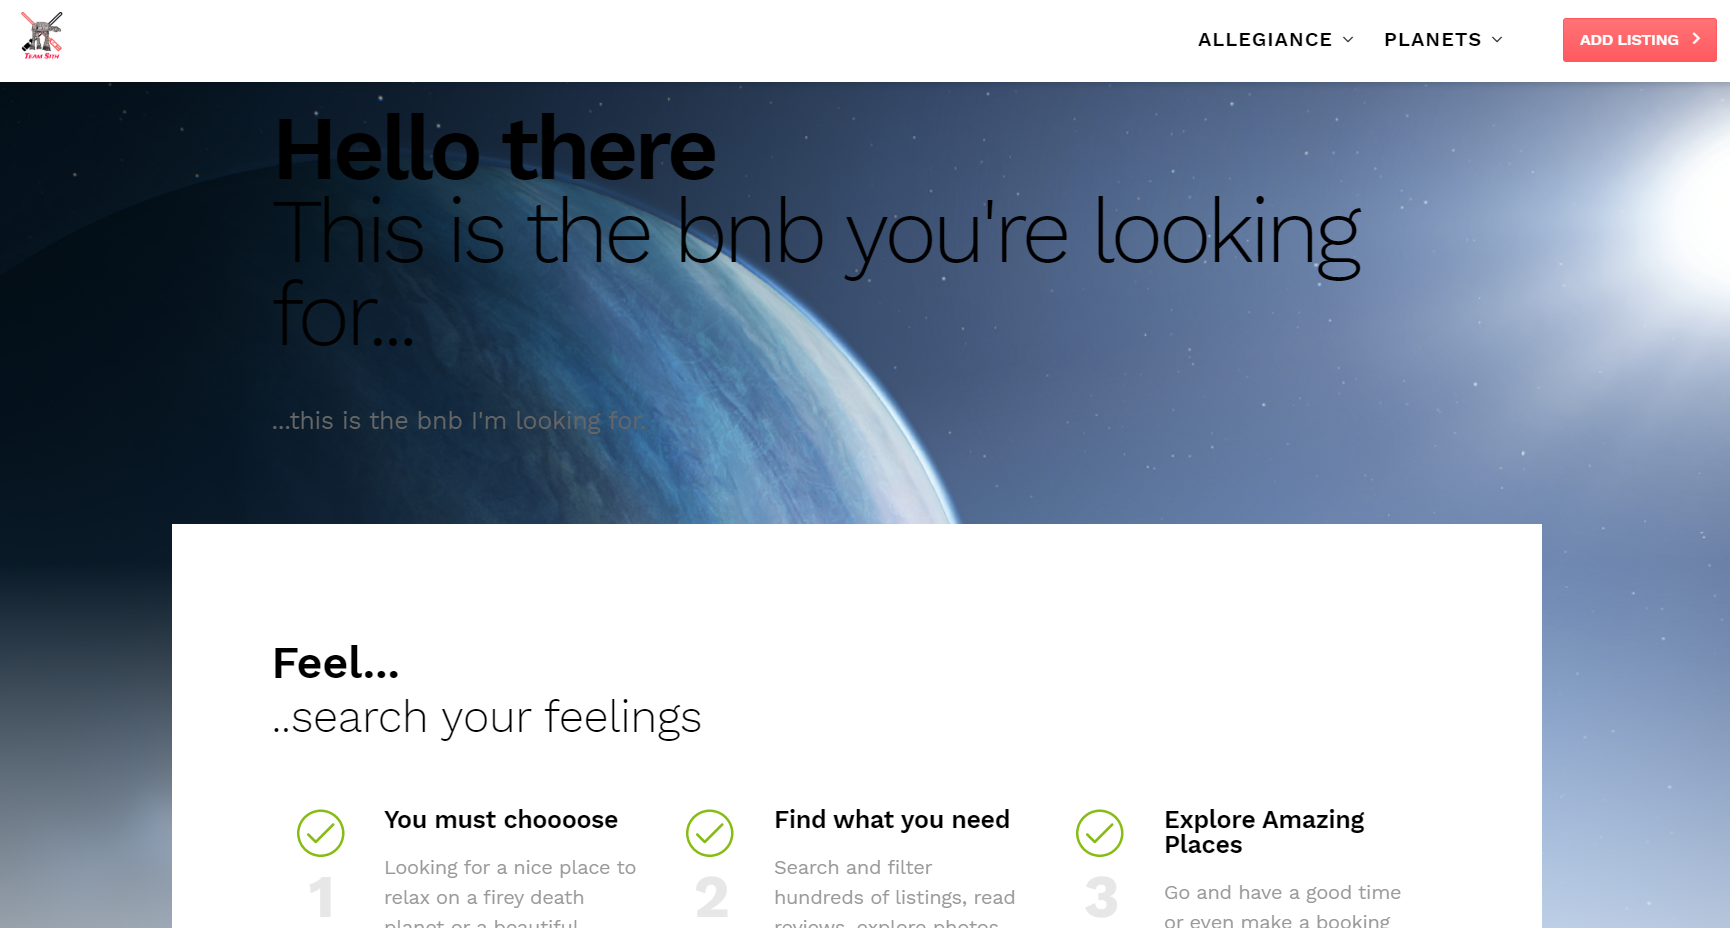 TEAM SITH
ALLEGIANCE
PLANETS
ADD LISTING
Hello there
This is the bnb you're looking
for...
...this is the bnb I'm looking for.
Feel...
..search your feelings
You must choooose
1
Looking for a nice place to
relax on a firey death
planet or a beautiful
Find what you need
2
Search and filter
hundreds of listings, read
reviews, explore photos
Explore Amazing
Places
3
Go and have a good time
or even make a booking